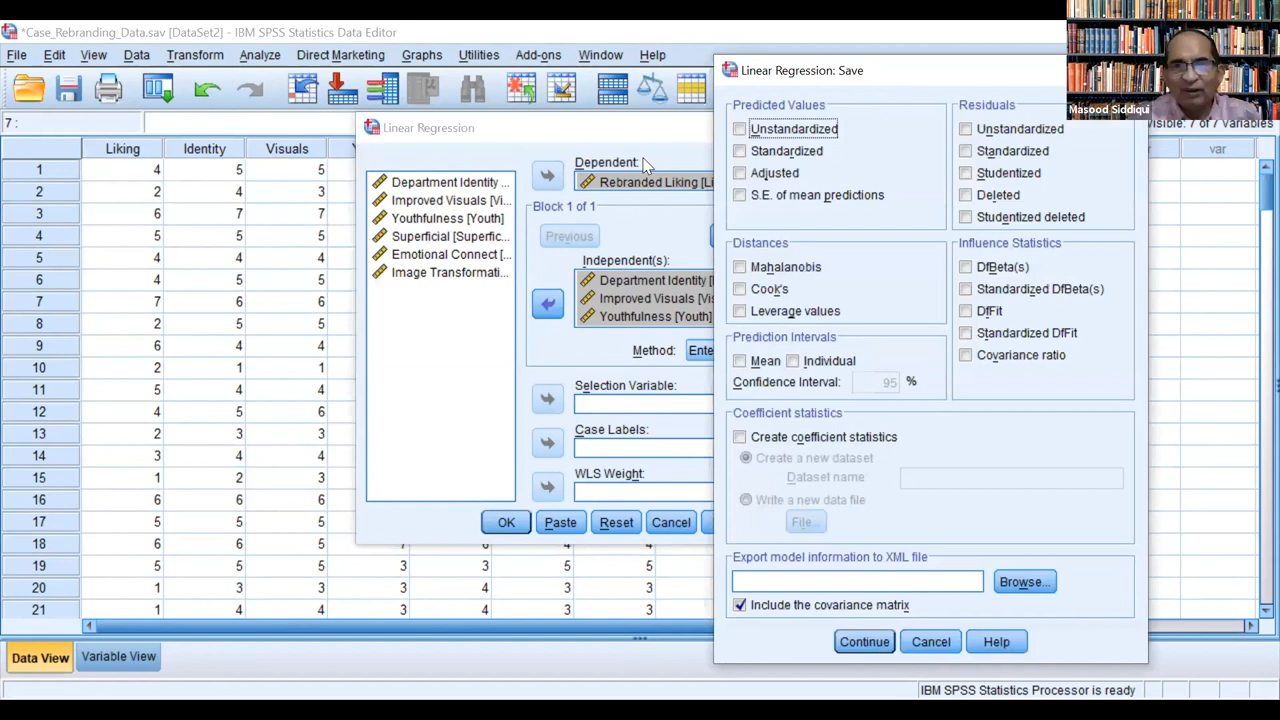 *Case_Rebranding_Data.sav [DataSet2] - IBM SPSS Statistics Data Editor
File Edit View Data Transform Analyze Direct Marketing Graphs Utilities Add-ons Window Help
Masood Siddiqui
7 :
Visible: 7 of 7 Variables
Liking Identity Visuals Y var
1 4 5 5
2 2 4 3
3 6 7 7
4 5 5 5
5 4 4 4
6 4 5 5
7 7 6 6
8 2 3 3
9 6 4 4
10 2 1 1
11 4 5 4
12 4 5 6
13 2 3 3
14 3 4 4
15 1 2 3
16 6 6 6
17 5 5 5
18 6 6 5 7 6 4 4
19 5 5 5 3 3 5 5
20 1 3 3 3 4 3 3
21 1 4 4 3 3 3 3
Data View Variable View
IBM SPSS Statistics Processor is ready
Linear Regression
Department Identity ...
Improved Visuals [Vi...
Youthfulness [Youth]
Superficial [Superfic...
Emotional Connect [...
Image Transformati...
Dependent:
Rebranded Liking [Li
Block 1 of 1
Previous
Independent(s):
Department Identity [
Improved Visuals [Vis
Youthfulness [Youth]
Method: Ente
Selection Variable:
Case Labels:
WLS Weight:
OK Paste Reset Cancel
Linear Regression: Save
Predicted Values
Unstandardized
Standardized
Adjusted
S.E. of mean predictions
Residuals
Unstandardized
Standardized
Studentized
Deleted
Studentized deleted
Distances
Mahalanobis
Cook's
Leverage values
Influence Statistics
DfBeta(s)
Standardized DfBeta(s)
DfFit
Standardized DfFit
Covariance ratio
Prediction Intervals
Mean Individual
Confidence Interval: 95 %
Coefficient statistics
Create coefficient statistics
Create a new dataset
Dataset name:
Write a new data file
File...
Export model information to XML file
Browse...
Include the covariance matrix
Continue Cancel Help